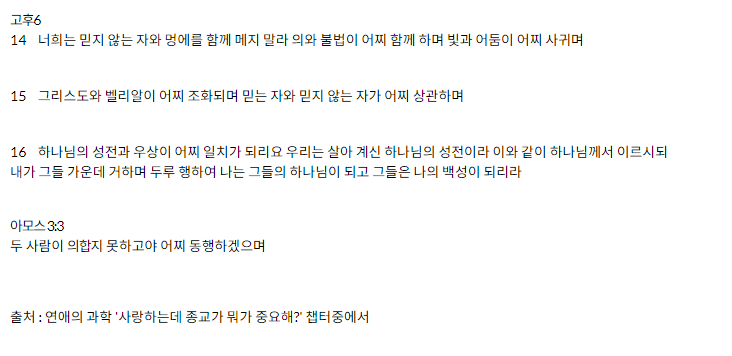 고후6
14 너희는 믿지 않는 자와 멍에를 함께 메지 말라 의와 불법이 어찌 함께 하며 빛과 어둠이 어찌 사귀며
15 그리스도와 벨리알이 어찌 조화되며 믿는 자와 믿지 않는 자가 어찌 상관하며
16 하나님의 성전과 우상이 어찌 일치가 되리요 우리는 살아 계신 하나님의 성전이라 이와 같이 하나님께서 이르시되
내가 그들 가운데 거하며 두루 행하여 나는 그들의 하나님이 되고 그들은 나의 백성이 되리라
아모스 3:3
두 사람이 의합지 못하고야 어찌 동행하겠으며
출처 : 연애의 과학 '사랑하는데 종교가 뭐가 중요해?' 챕터중에서